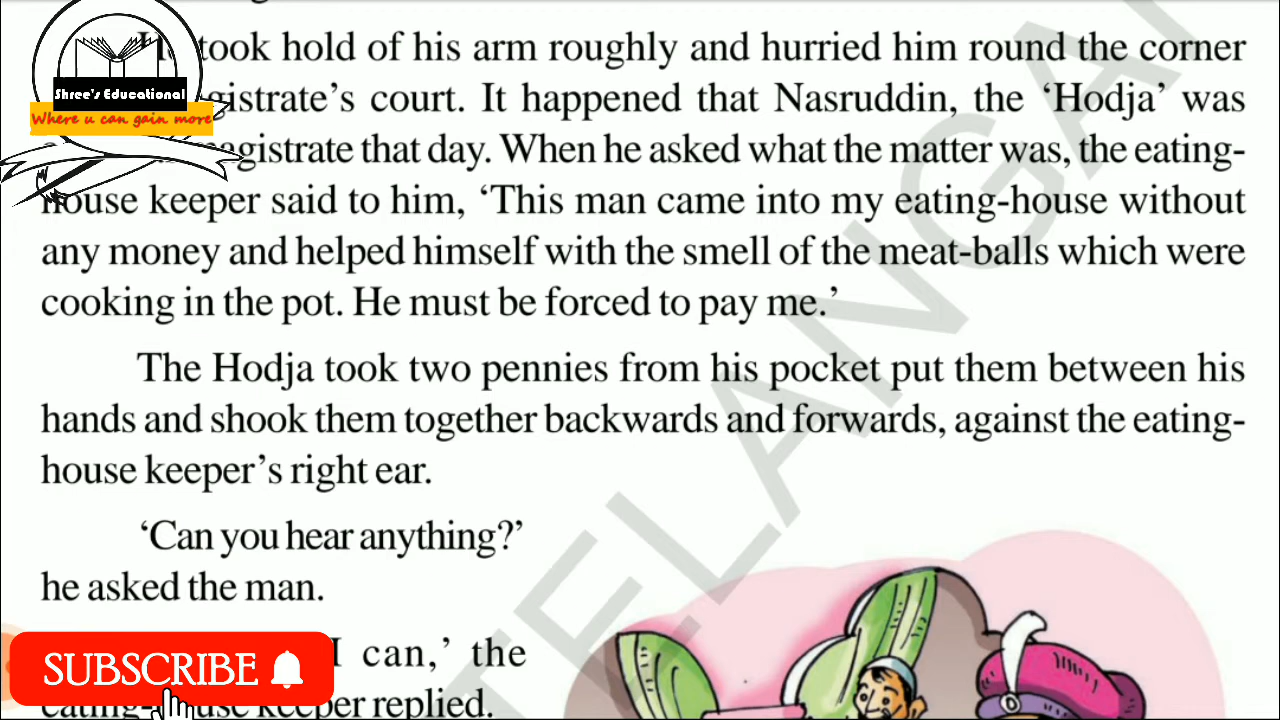 Shree's Educational
Where u can gain more
took hold of his arm roughly and hurried him round the corner
magistrate's court. It happened that Nasruddin, the ‘Hodja’ was
magistrate that day. When he asked what the matter was, the eating-
house keeper said to him, ‘This man came into my eating-house without
any money and helped himself with the smell of the meat-balls which were
cooking in the pot. He must be forced to pay me.’
The Hodja took two pennies from his pocket put them between his
hands and shook them together backwards and forwards, against the eating-
house keeper’s right ear.
‘Can you hear anything?’
he asked the man.
I can,’ the
eating-house keeper replied.
SUBSCRIBE